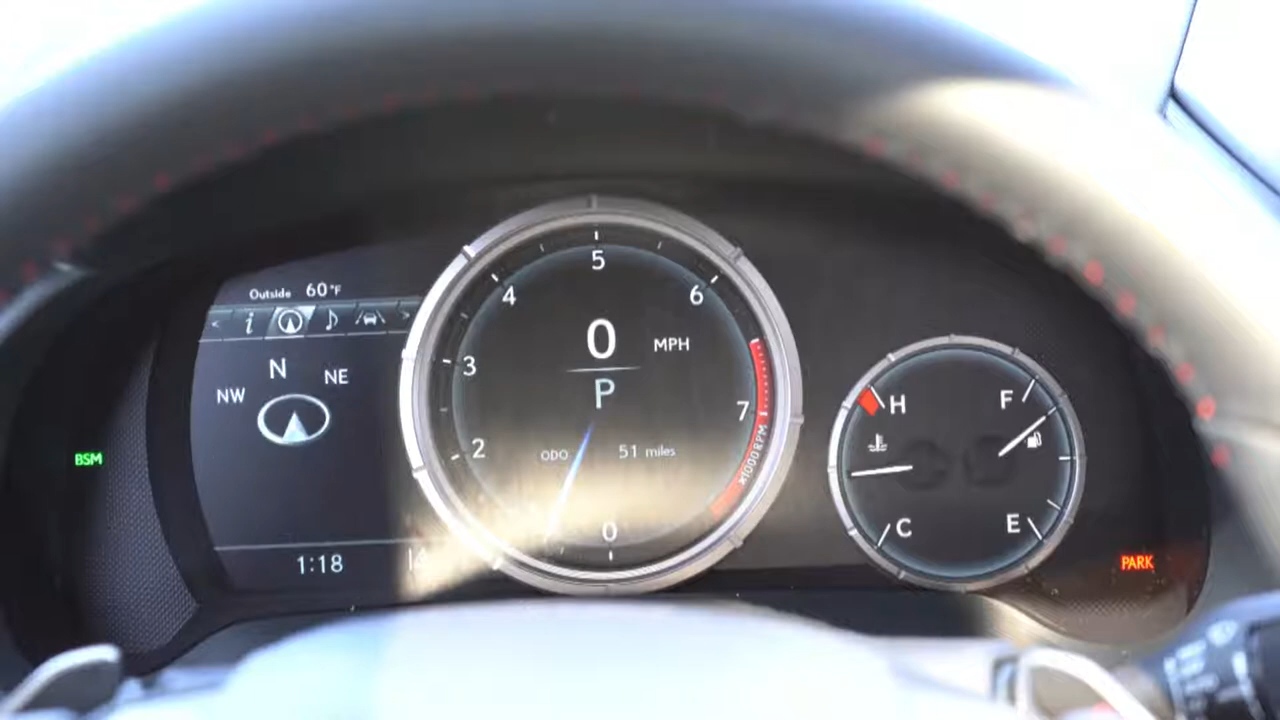 Outside 60°F
< i >
N
NW NE
BSM
1:18
5
4 6
3
2
7
0 MPH
P
ODO 51 miles
0
x1000 RPM
H F
C E
PARK